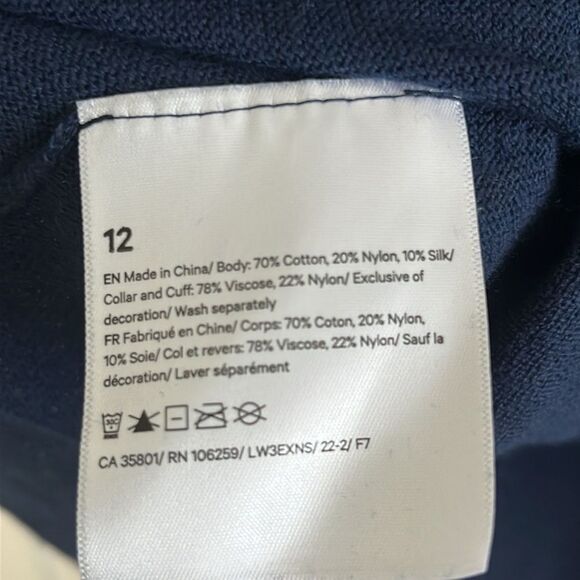 12
EN Made in China/ Body: 70% Cotton, 20% Nylon, 10% Silk/
Collar and Cuff: 78% Viscose, 22% Nylon/ Exclusive of
decoration/ Wash separately
FR Fabriqué en Chine/ Corps: 70% Coton, 20% Nylon,
10% Soie/ Col et revers: 78% Viscose, 22% Nylon/ Sauf la
décoration/ Laver séparément
30C
CA 35801/ RN 106259/ LW3EXNS/ 22-2/ F7